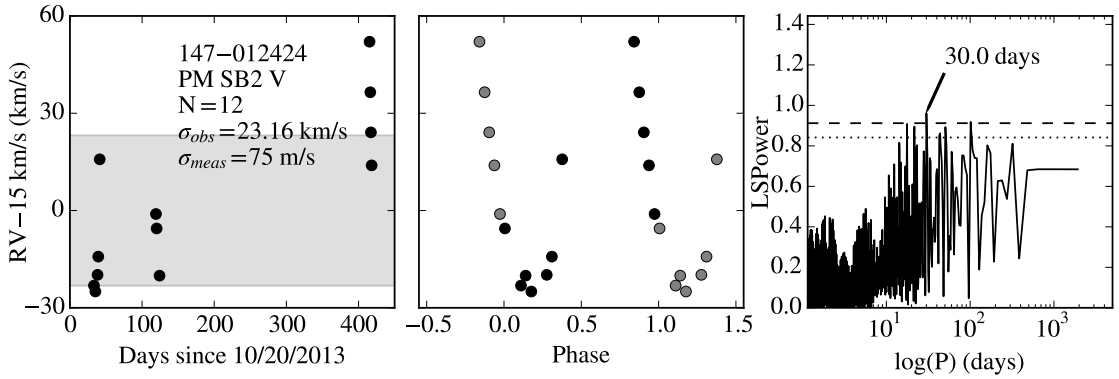 60
30
0
−30
RV−15 km/s (km/s)
147−012424
PM SB2 V
N=12
σobs=23.16 km/s
σmeas=75 m/s
0 100 200 300 400
Days since 10/20/2013
−0.5 0.0 0.5 1.0 1.5
Phase
1.4
1.2
1.0
0.8
0.6
0.4
0.2
0.0
LSPower
30.0 days
10¹ 10² 10³
log(P) (days)